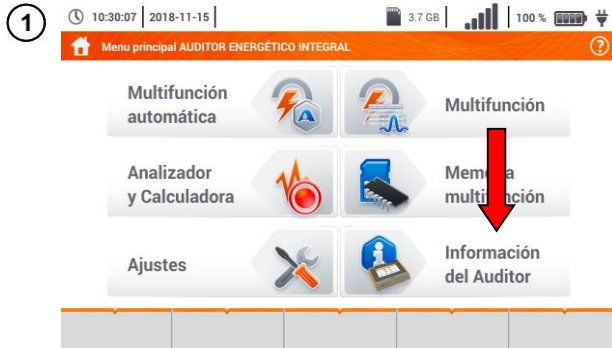 1
10:30:07 2018-11-15 3.7 GB 100 %
Menu principal AUDITOR ENERGÉTICO INTEGRAL ?
Multifunción
automática
A
Multifunción
Analizador
y Calculadora
Memoria
multifunción
Ajustes
Información
del Auditor